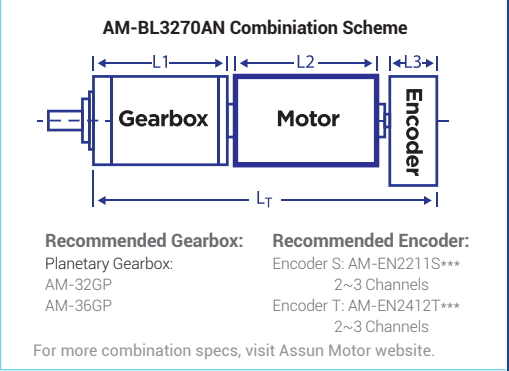 AM-BL3270AN Combiniation Scheme
L1 L2 L3
Gearbox Motor Encoder
LT
Recommended Gearbox: Recommended Encoder:
Planetary Gearbox: Encoder S: AM-EN2211S***
AM-32GP 2~3 Channels
AM-36GP Encoder T: AM-EN2412T***
2~3 Channels
For more combination specs, visit Assun Motor website.